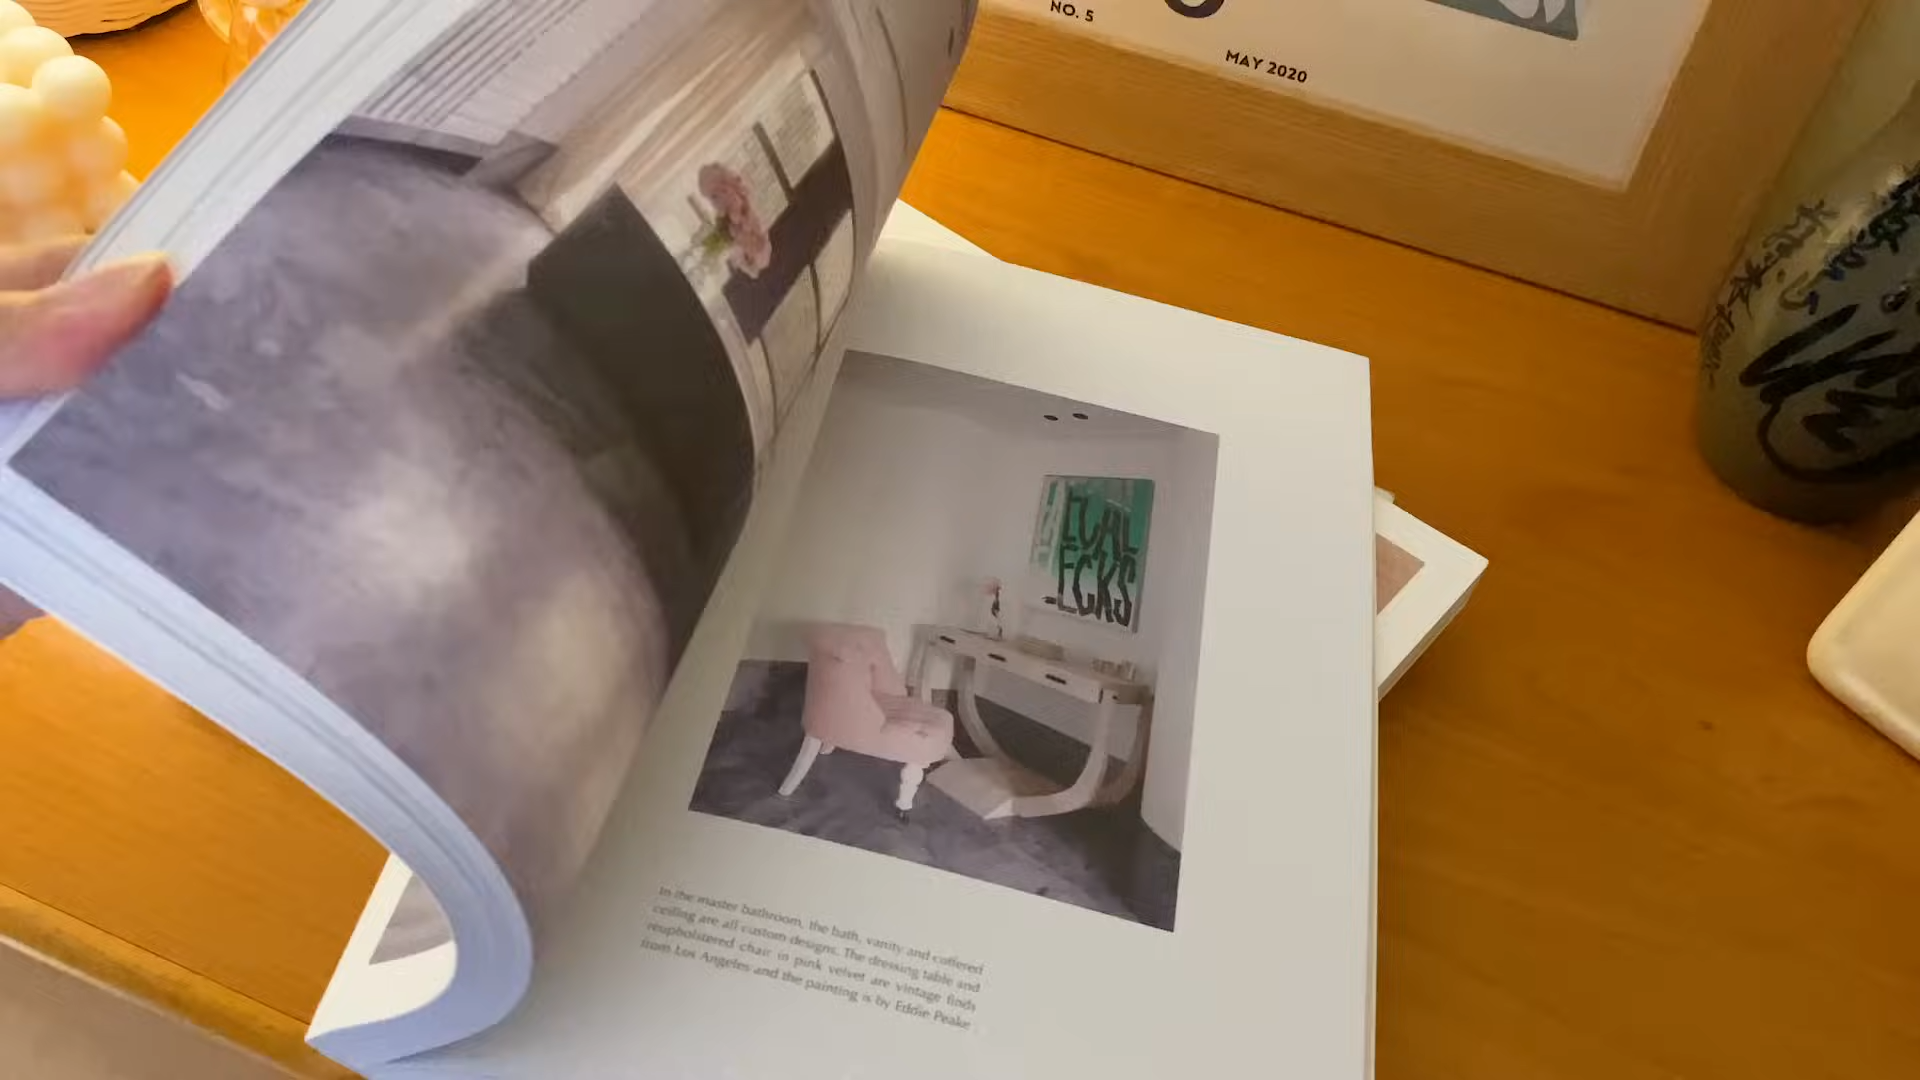 NO. 5
MAY 2020
ECKS
In the master bathroom, the bath, vanity and coffered
ceiling are all custom designs. The dressing table and
reupholstered chair in pink velvet are vintage finds
from Los Angeles and the painting is by Eddie Peake